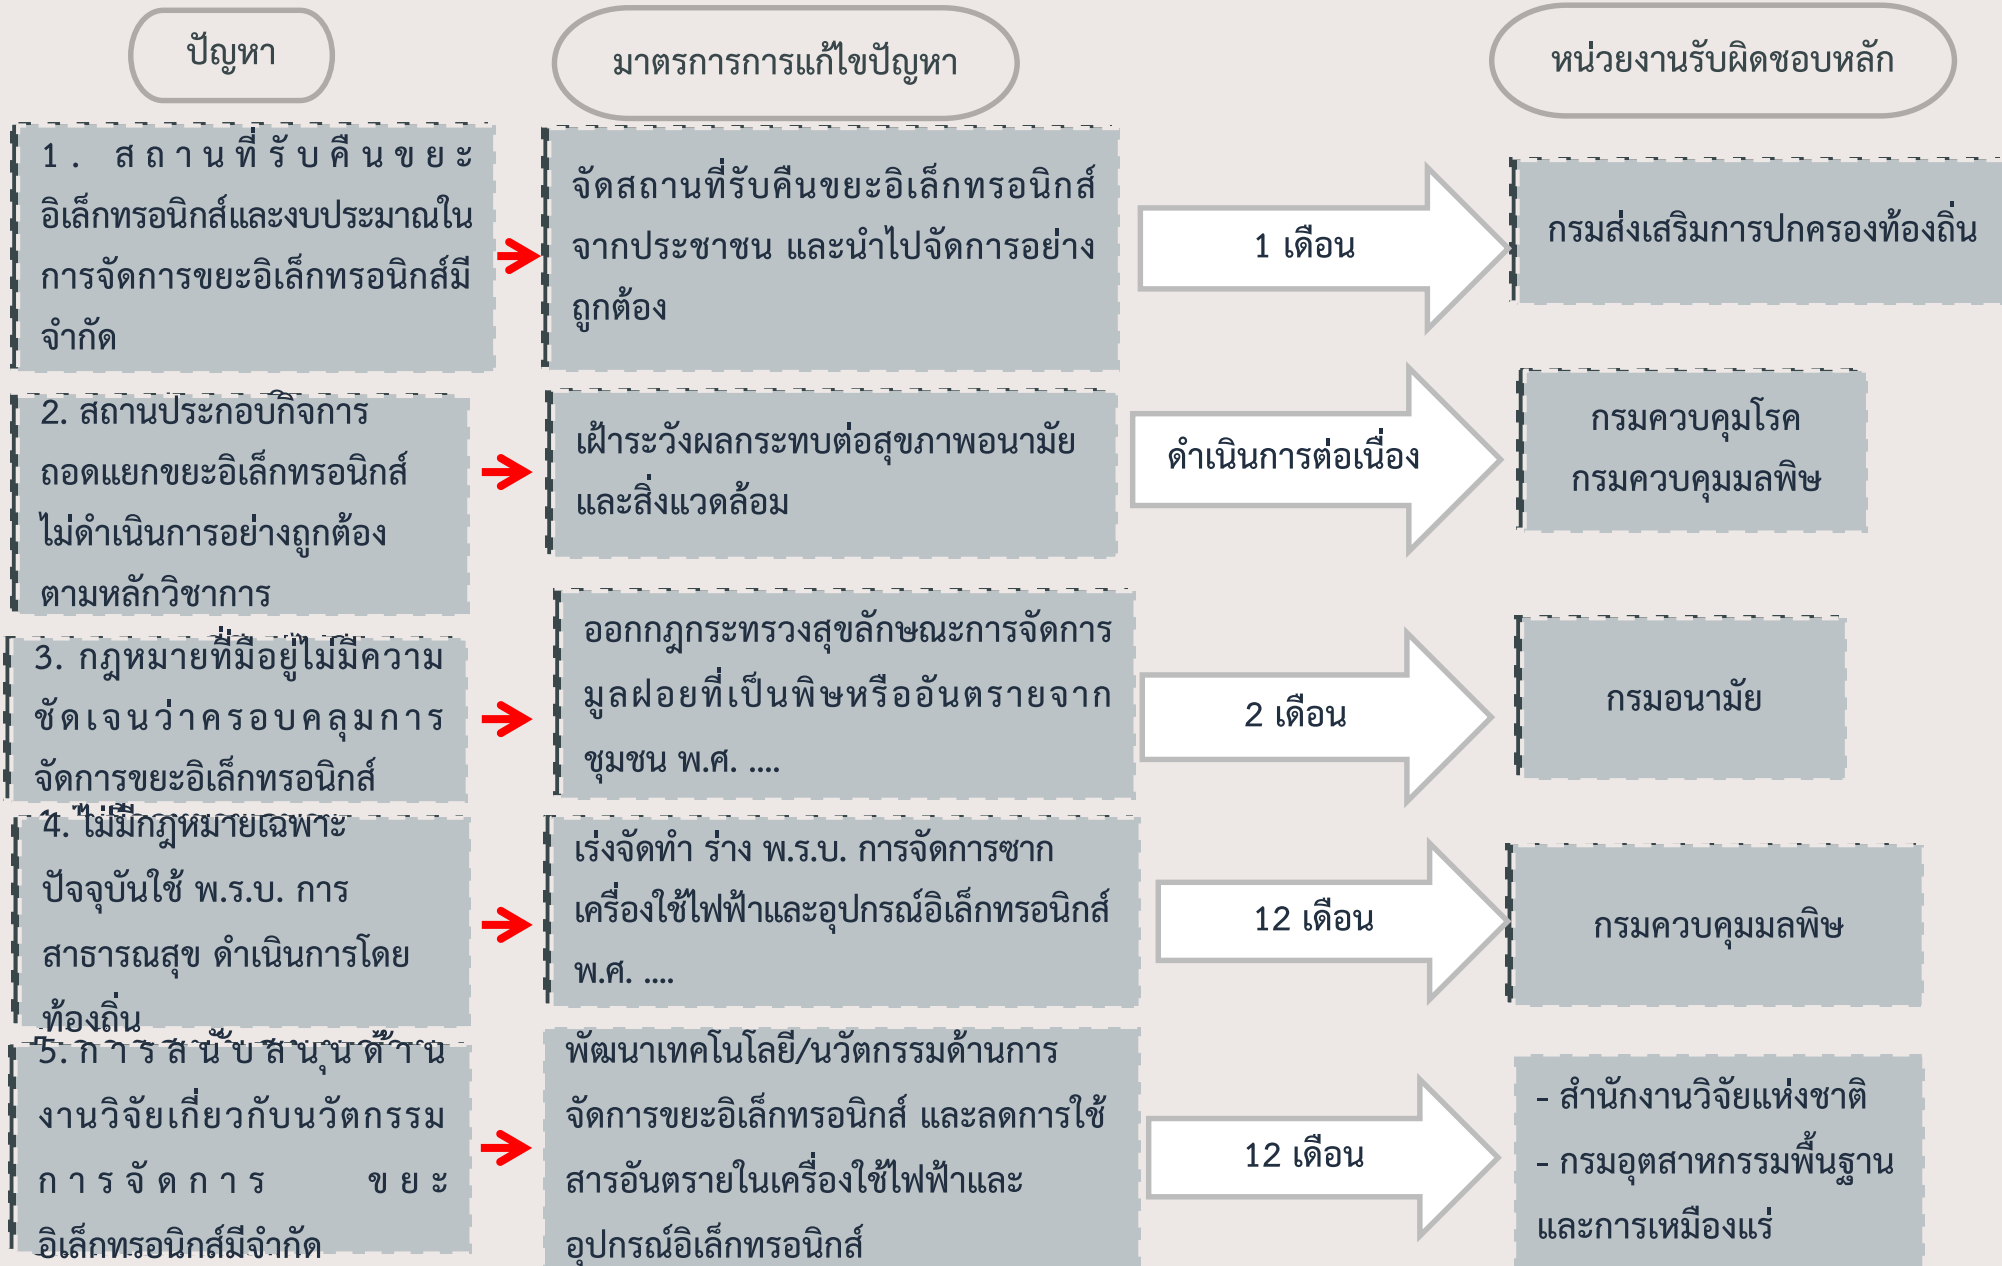 ปัญหา
มาตรการการแก้ไขปัญหา
หน่วยงานรับผิดชอบหลัก
1. สถานที่รับคืนขยะ
อิเล็กทรอนิกส์และงบประมาณใน
การจัดการขยะอิเล็กทรอนิกส์มี
จำกัด
จัดสถานที่รับคืนขยะอิเล็กทรอนิกส์
จากประชาชน และนำไปจัดการอย่าง
ถูกต้อง
1 เดือน
กรมส่งเสริมการปกครองท้องถิ่น
2. สถานประกอบกิจการ
ถอดแยกขยะอิเล็กทรอนิกส์
ไม่ดำเนินการอย่างถูกต้อง
ตามหลักวิชาการ
เฝ้าระวังผลกระทบต่อสุขภาพอนามัย
และสิ่งแวดล้อม
ดำเนินการต่อเนื่อง
กรมควบคุมโรค
กรมควบคุมมลพิษ
3. กฎหมายที่มีอยู่ไม่มีความ
ชัดเจนว่าครอบคลุมการ
จัดการขยะอิเล็กทรอนิกส์
ออกกฎกระทรวงสุขลักษณะการจัดการ
มูลฝอยที่เป็นพิษหรืออันตรายจาก
ชุมชน พ.ศ. ....
2 เดือน
กรมอนามัย
4. ไม่มีกฎหมายเฉพาะ
ปัจจุบันใช้ พ.ร.บ. การ
สาธารณสุข ดำเนินการโดย
ท้องถิ่น
เร่งจัดทำ ร่าง พ.ร.บ. การจัดการซาก
เครื่องใช้ไฟฟ้าและอุปกรณ์อิเล็กทรอนิกส์
พ.ศ. ....
12 เดือน
กรมควบคุมมลพิษ
5. การสนับสนุนด้าน
งานวิจัยเกี่ยวกับนวัตกรรม
การจัดการ ขยะ
อิเล็กทรอนิกส์มีจำกัด
พัฒนาเทคโนโลยี/นวัตกรรมด้านการ
จัดการขยะอิเล็กทรอนิกส์ และลดการใช้
สารอันตรายในเครื่องใช้ไฟฟ้าและ
อุปกรณ์อิเล็กทรอนิกส์
12 เดือน
- สำนักงานวิจัยแห่งชาติ
- กรมอุตสาหกรรมพื้นฐาน
และการเหมืองแร่